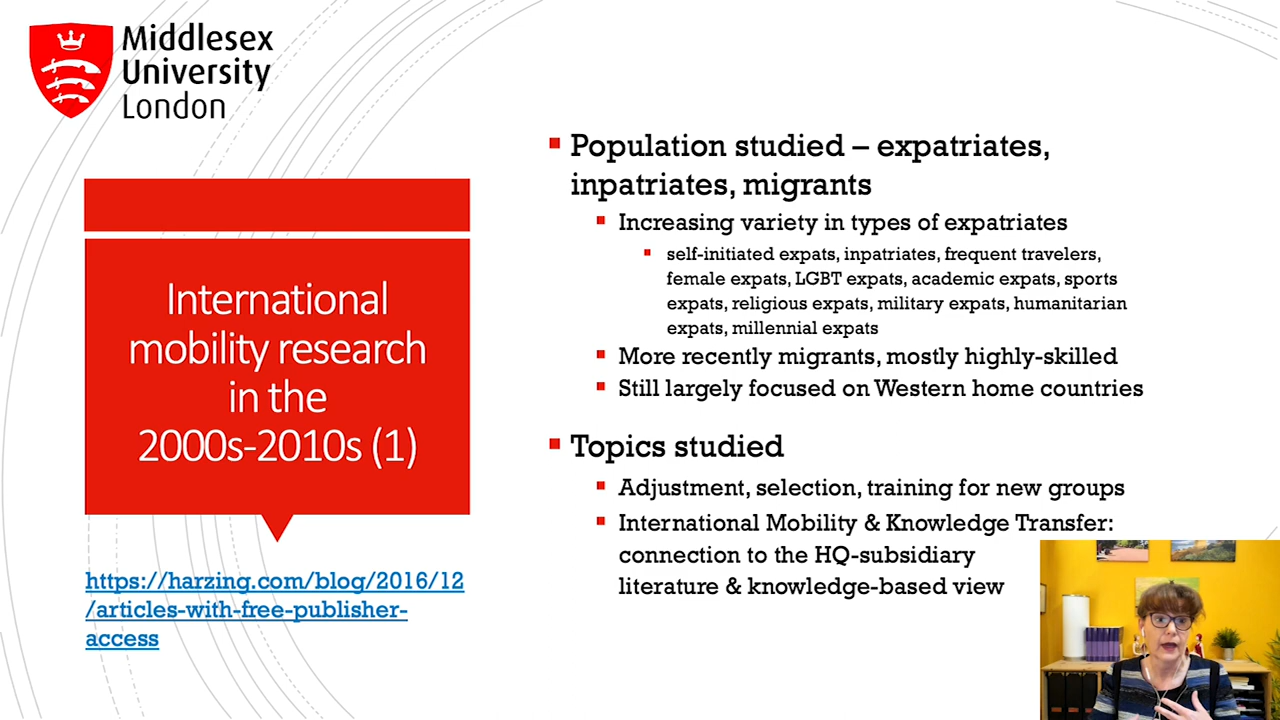 Middlesex
University
London
International
mobility research
in the
2000s-2010s (1)
https://harzing.com/blog/2016/12
/articles-with-free-publisher-
access
Population studied – expatriates,
inpatriates, migrants
Increasing variety in types of expatriates
self-initiated expats, inpatriates, frequent travelers,
female expats, LGBT expats, academic expats, sports
expats, religious expats, military expats, humanitarian
expats, millennial expats
More recently migrants, mostly highly-skilled
Still largely focused on Western home countries
Topics studied
Adjustment, selection, training for new groups
International Mobility & Knowledge Transfer:
connection to the HQ-subsidiary
literature & knowledge-based view